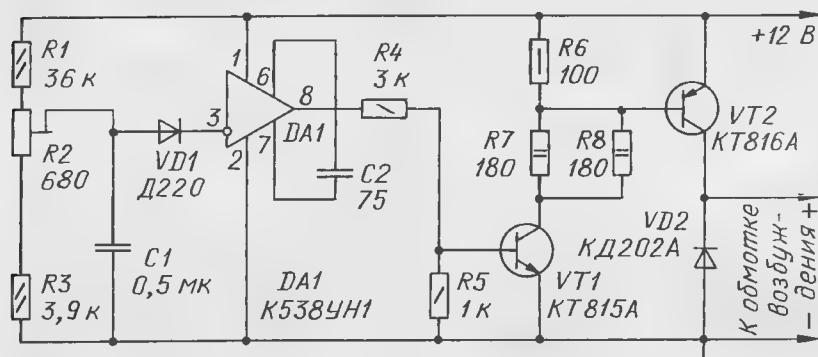 R1
36 к
R2
680
R3
3,9 к
C1
0,5 мк
VD1
Д220
1
3
2
6
7
8
DA1
C2
75
DA1
К538УН1
R4
3 к
R5
1 к
R6
100
R7
180
R8
180
VT1
КТ815А
VT2
КТ816А
VD2
КД202А
+12 В
К обмотке
возбуж-
– дения +